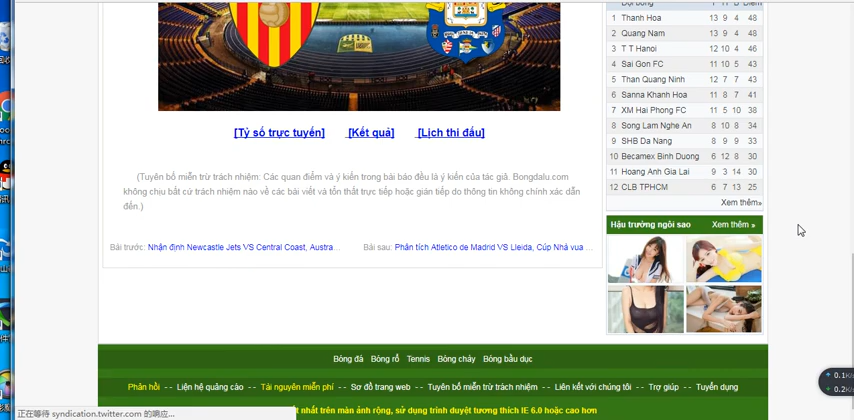 Thanh Hoa 13 9 4 48
1
2 Quang Nam 13 9 4 48
3 T T Hanoi 12 10 4 46
4 Sai Gon FC 11 10 5 43
5 Than Quang Ninh 12 7 7 43
6 Sanna Khanh Hoa 11 8 7 41
7 XM Hai Phong FC 11 5 10 38
8 Song Lam Nghe An 8 10 8 34
9 SHB Da Nang 8 9 9 33
10 Becamex Binh Duong 6 12 8 30
11 Hoang Anh Gia Lai 9 3 14 30
12 CLB TPHCM 6 7 13 25
Xem thêm»
[Tỷ số trực tuyến] [Kết quả] [Lịch thi đấu]
(Tuyên bố miễn trừ trách nhiệm: Các quan điểm và ý kiến trong bài báo đều là ý kiến của tác giả. Bongdalu.com
không chịu bất cứ trách nhiệm nào về các bài viết và tổn thất trực tiếp hoặc gián tiếp do thông tin không chính xác dẫn
đến.)
Bài trước: Nhận định Newcastle Jets VS Central Coast, Austra...
Bài sau: Phân tích Atletico de Madrid VS Lleida, Cúp Nhà vua ...
Hậu trường ngôi sao Xem thêm »
Bóng đá Bóng rổ Tennis Bóng chày Bóng bầu dục
Phản hồi -- Liên hệ quảng cáo -- Tải nguyên miễn phí -- Sơ đồ trang web -- Tuyên bố miễn trừ trách nhiệm -- Liên kết với chúng tôi -- Trợ giúp -- Tuyển dụng
nhất trên màn ảnh rộng, sử dụng trình duyệt tương thích IE 6.0 hoặc cao hơn
正在等待 syndication.twitter.com 的响应...
0.1K/s
0.2K/s